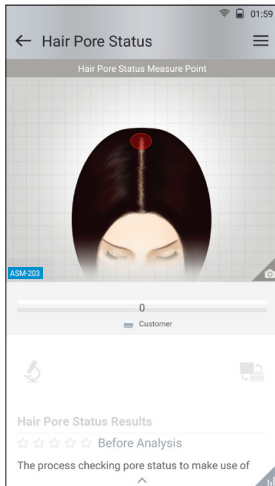 01:59
Hair Pore Status
Hair Pore Status Measure Point
ASM-203
0
Customer
Hair Pore Status Results
Before Analysis
The process checking pore status to make use of